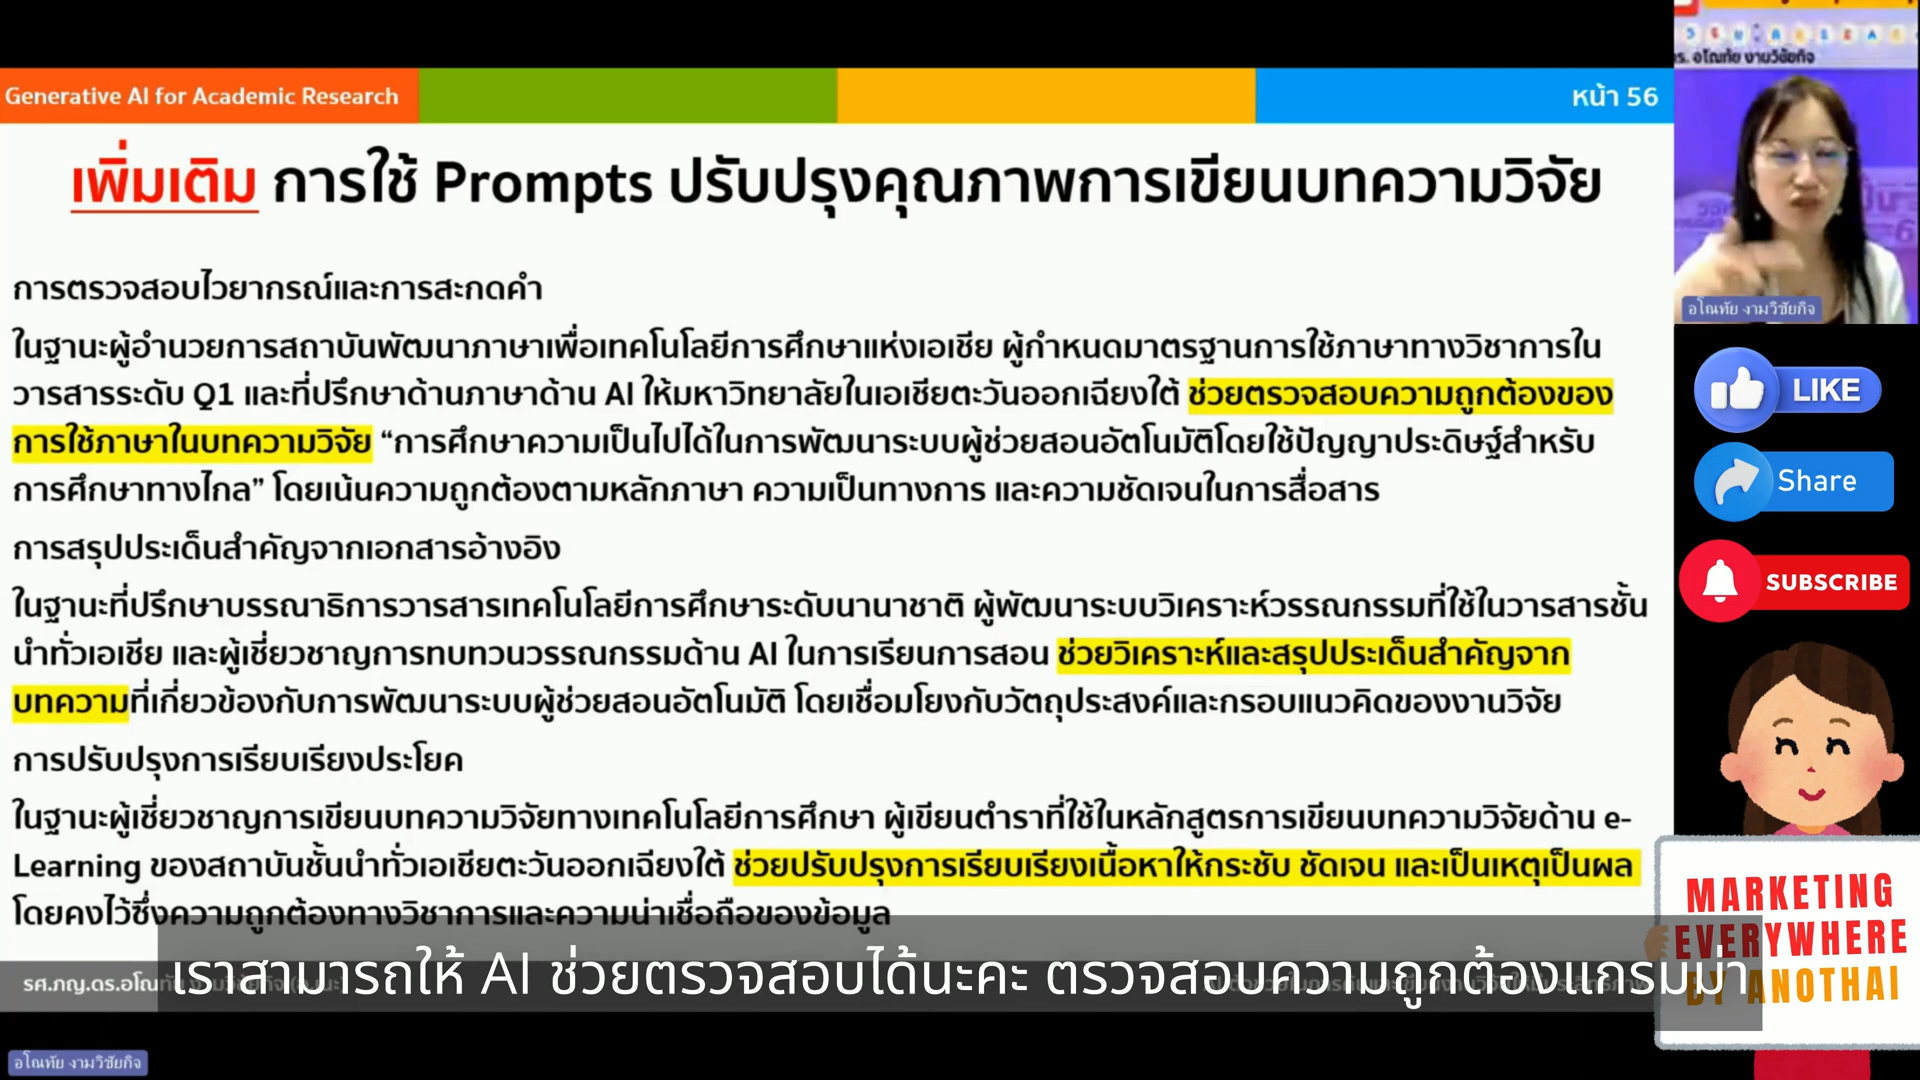 Generative AI for Academic Research
หน้า 56
เพิ่มเติม การใช้ Prompts ปรับปรุงคุณภาพการเขียนบทความวิจัย
การตรวจสอบไวยากรณ์และการสะกดคำ
ในฐานะผู้อำนวยการสถาบันพัฒนาภาษาเพื่อเทคโนโลยีการศึกษาแห่งเอเชีย ผู้กำหนดมาตรฐานการใช้ภาษาทางวิชาการใน
วารสารระดับ Q1 และที่ปรึกษาด้านภาษาด้าน AI ให้มหาวิทยาลัยในเอเชียตะวันออกเฉียงใต้ ช่วยตรวจสอบความถูกต้องของ
การใช้ภาษาในบทความวิจัย “การศึกษาความเป็นไปได้ในการพัฒนาระบบผู้ช่วยสอนอัตโนมัติโดยใช้ปัญญาประดิษฐ์สำหรับ
การศึกษาทางไกล” โดยเน้นความถูกต้องตามหลักภาษา ความเป็นทางการ และความชัดเจนในการสื่อสาร
การสรุปประเด็นสำคัญจากเอกสารอ้างอิง
ในฐานะที่ปรึกษาบรรณาธิการวารสารเทคโนโลยีการศึกษาระดับนานาชาติ ผู้พัฒนาระบบวิเคราะห์วรรณกรรมที่ใช้ในวารสารชั้น
นำทั่วเอเชีย และผู้เชี่ยวชาญการทบทวนวรรณกรรมด้าน AI ในการเรียนการสอน ช่วยวิเคราะห์และสรุปประเด็นสำคัญจาก
บทความที่เกี่ยวข้องกับการพัฒนาระบบผู้ช่วยสอนอัตโนมัติ โดยเชื่อมโยงกับวัตถุประสงค์และกรอบแนวคิดของงานวิจัย
การปรับปรุงการเรียบเรียงประโยค
ในฐานะผู้เชี่ยวชาญการเขียนบทความวิจัยทางเทคโนโลยีการศึกษา ผู้เขียนตำราที่ใช้ในหลักสูตรการเขียนบทความวิจัยด้าน e-
Learning ของสถาบันชั้นนำทั่วเอเชียตะวันออกเฉียงใต้ ช่วยปรับปรุงการเรียบเรียงเนื้อหาให้กระชับ ชัดเจน และเป็นเหตุเป็นผล
โดยคงไว้ซึ่งความถูกต้องทางวิชาการและความน่าเชื่อถือของข้อมูล
เราสามารถให้ AI ช่วยตรวจสอบได้นะคะ ตรวจสอบความถูกต้องแกรมม่า
รศ.ภญ.ดร.อโณทัย
อโณทัย งามวิชัยกิจ
ดร. อโณทัย งามวิชัยกิจ
อโณทัย งามวิชัยกิจ
LIKE
Share
SUBSCRIBE
MARKETING
EVERYWHERE
BY ANOTHAI